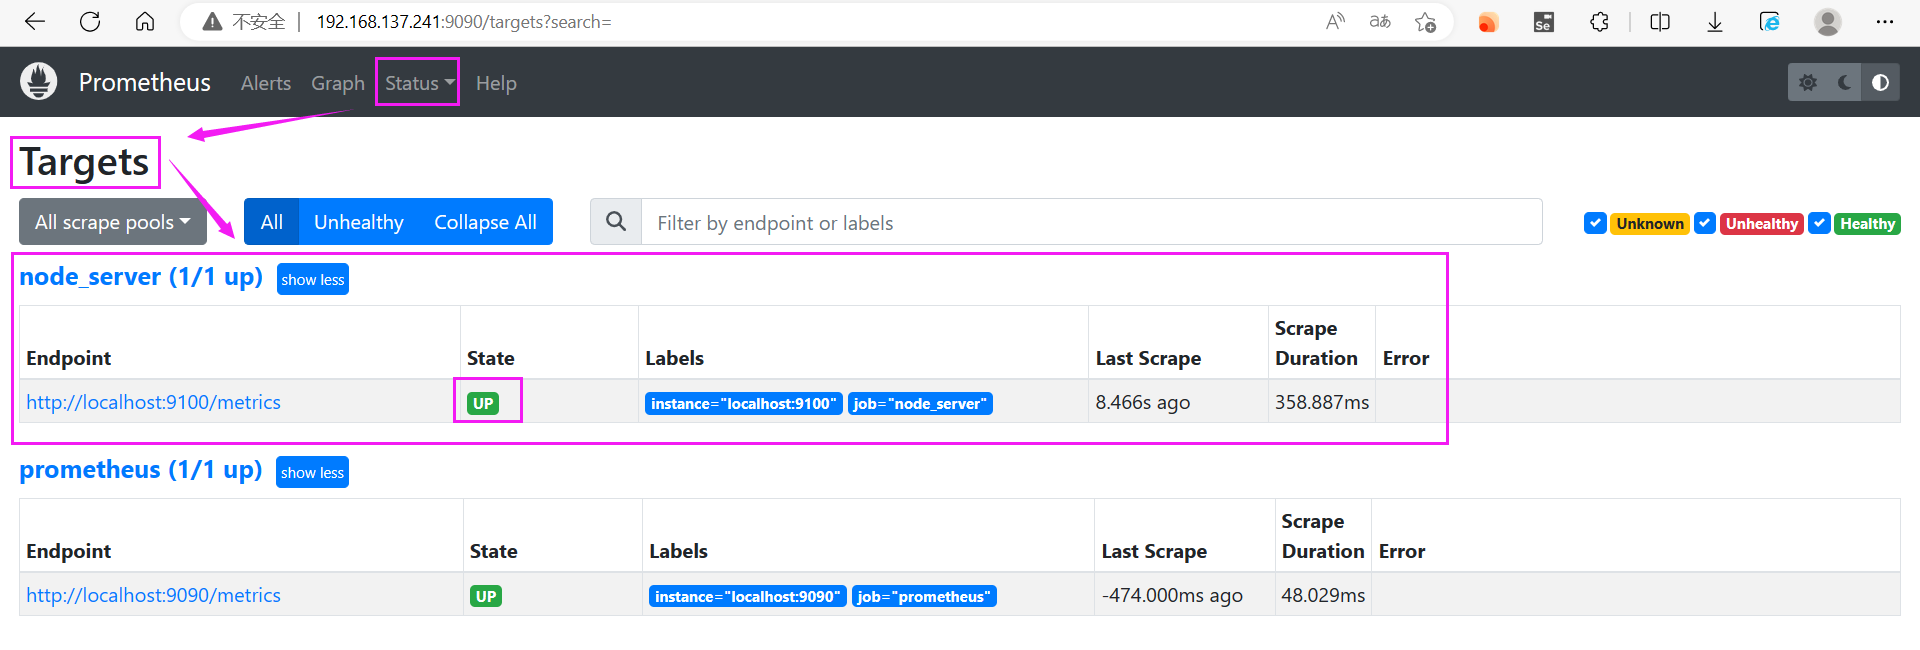 不安全 | 192.168.137.241:9090/targets?search=
Prometheus Alerts Graph Status Help
Targets
All scrape pools All Unhealthy Collapse All Filter by endpoint or labels Unknown Unhealthy Healthy
node_server (1/1 up) show less
Endpoint State Labels Last Scrape Scrape Duration Error
http://localhost:9100/metrics UP instance="localhost:9100" job="node_server" 8.466s ago 358.887ms
prometheus (1/1 up) show less
Endpoint State Labels Last Scrape Scrape Duration Error
http://localhost:9090/metrics UP instance="localhost:9090" job="prometheus" -474.000ms ago 48.029ms